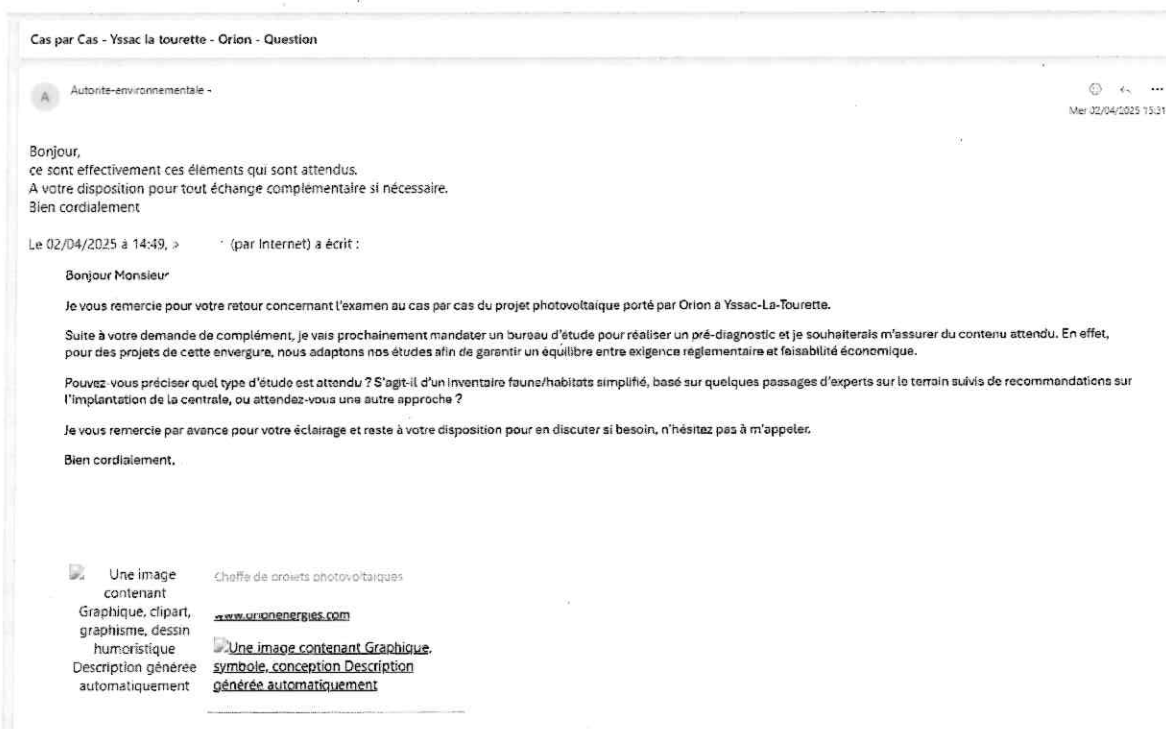 Cas par Cas - Yssac la tourette - Orion - Question
A
Autorite-environnementale -
Mer 02/04/2025 15:31
Bonjour,
ce sont effectivement ces éléments qui sont attendus.
A votre disposition pour tout échange complémentaire si nécessaire.
Bien cordialement
Le 02/04/2025 à 14:49, > (par Internet) a écrit :
Bonjour Monsieur
Je vous remercie pour votre retour concernant l'examen au cas par cas du projet photovoltaïque porté par Orion à Yssac-La-Tourette.
Suite à votre demande de complément, je vais prochainement mandater un bureau d'étude pour réaliser un pré-diagnostic et je souhaiterais m'assurer du contenu attendu. En effet,
pour des projets de cette envergure, nous adaptons nos études afin de garantir un équilibre entre exigence réglementaire et faisabilité économique.
Pouvez-vous préciser quel type d'étude est attendu ? S'agit-il d'un inventaire faune/habitats simplifié, basé sur quelques passages d'experts sur le terrain suivis de recommandations sur
l'implantation de la centrale, ou attendez-vous une autre approche ?
Je vous remercie par avance pour votre éclairage et reste à votre disposition pour en discuter si besoin, n'hésitez pas à m'appeler.
Bien cordialement,
Une image
contenant
Graphique, clipart,
graphisme, dessin
humoristique
Description générée
automatiquement
Cheffe de projets photovoltaïques
www.orionenergies.com
Une image contenant Graphique,
symbole, conception Description
générée automatiquement